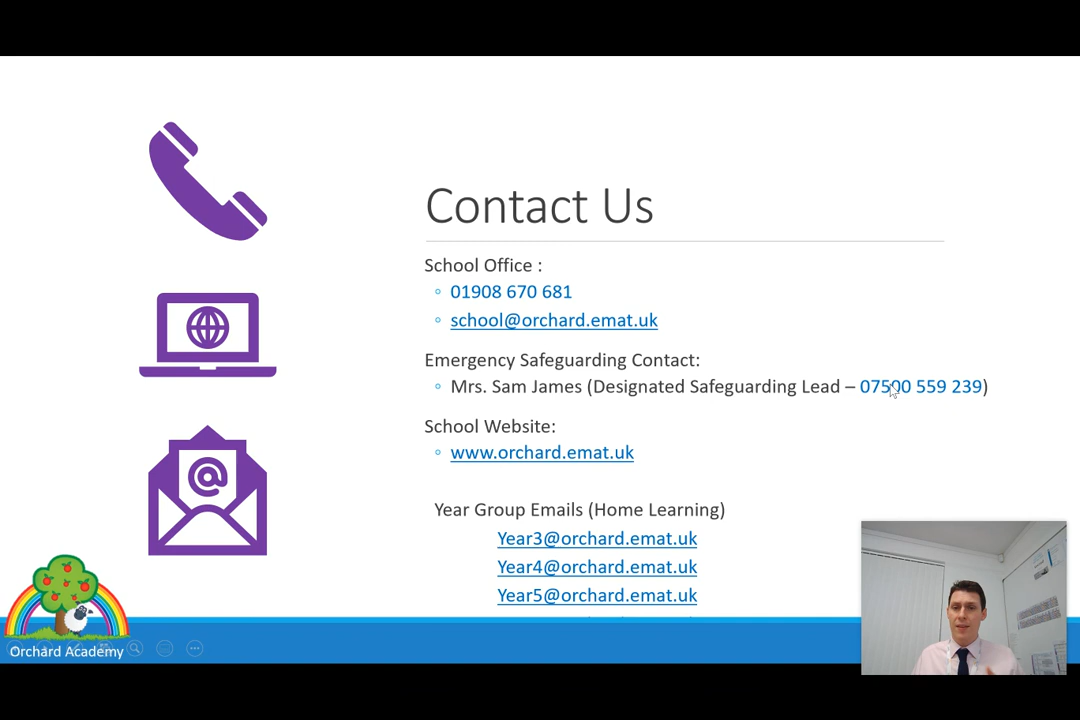 Contact Us
School Office :
01908 670 681
school@orchard.emat.uk
Emergency Safeguarding Contact:
Mrs. Sam James (Designated Safeguarding Lead – 07500 559 239)
School Website:
www.orchard.emat.uk
Year Group Emails (Home Learning)
Year3@orchard.emat.uk
Year4@orchard.emat.uk
Year5@orchard.emat.uk
Orchard Academy